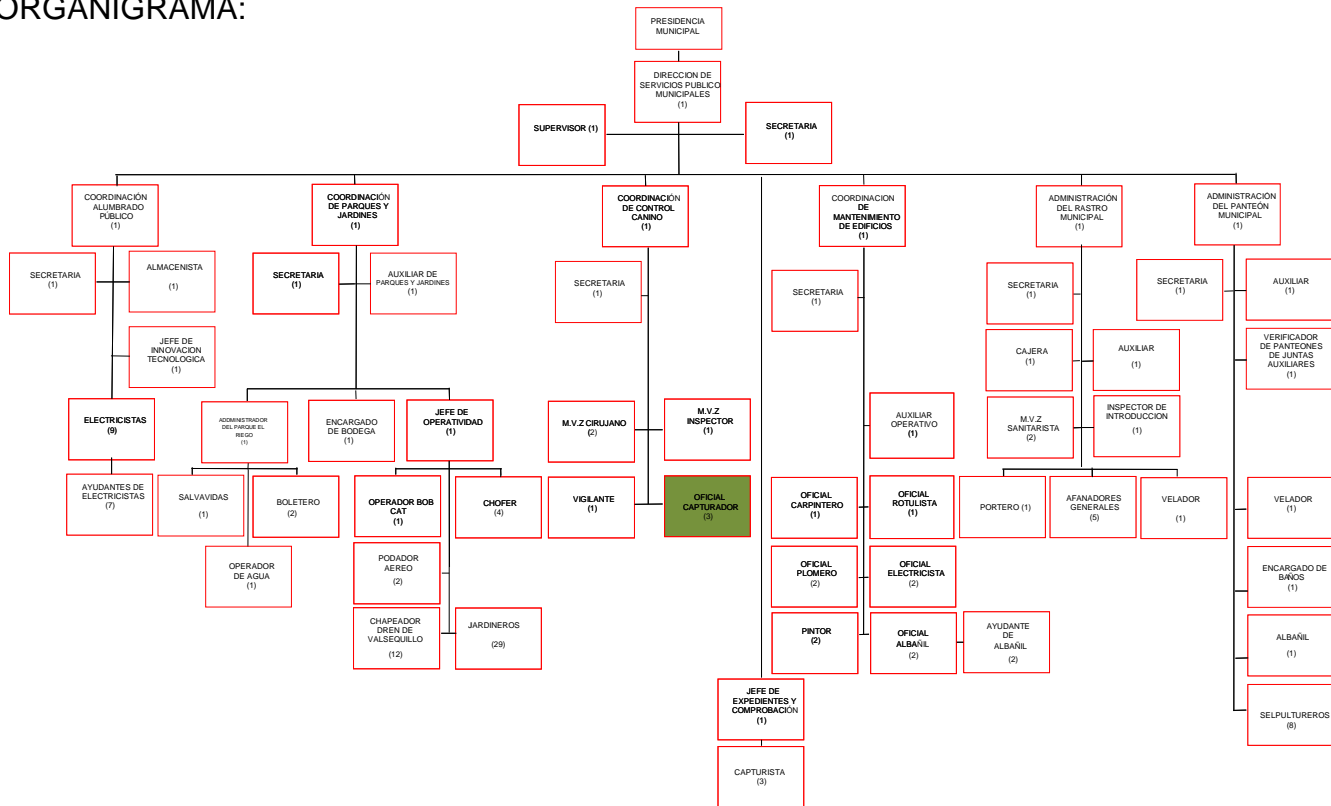 ORGANIGRAMA:
PRESIDENCIA
MUNICIPAL
DIRECCION DE
SERVICIOS PUBLICO
MUNICIPALES
(1)
SUPERVISOR (1)
SECRETARIA
(1)
COORDINACIÓN
ALUMBRADO
PÚBLICO
(1)
SECRETARIA
(1)
ALMACENISTA
(1)
JEFE DE
INNOVACION
TECNOLOGICA
(1)
ELECTRICISTAS
(9)
AYUDANTES DE
ELECTRICISTAS
(7)
COORDINACIÓN
DE PARQUES Y
JARDINES
(1)
SECRETARIA
(1)
AUXILIAR DE
PARQUES Y JARDINES
(1)
ADDMINISTRADOR
DEL PARQUE EL
RIEGO
(1)
SALVAVIDAS
(1)
BOLETERO
(2)
OPERADOR
DE AGUA
(1)
ENCARGADO
DE BODEGA
(1)
JEFE DE
OPERATIVIDAD
(1)
OPERADOR BOB
CAT
(1)
CHOFER
(4)
PODADOR
AEREO
(2)
CHAPEADOR
DREN DE
VALSEQUILLO
(12)
JARDINEROS
(29)
COORDINACIÓN
DE CONTROL
CANINO
(1)
SECRETARIA
(1)
M.V.Z CIRUJANO
(2)
M.V.Z
INSPECTOR
(1)
VIGILANTE
(1)
OFICIAL
CAPTURADOR
(3)
JEFE DE
EXPEDIENTES Y
COMPROBACIÓN
(1)
CAPTURISTA
(3)
COORDINACION
DE
MANTENIMIENTO
DE EDIFICIOS
(1)
SECRETARIA
(1)
AUXILIAR
OPERATIVO
(1)
OFICIAL
CARPINTERO
(1)
OFICIAL
ROTULISTA
(1)
OFICIAL
PLOMERO
(2)
OFICIAL
ELECTRICISTA
(2)
PINTOR
(2)
OFICIAL
ALBAÑIL
(2)
AYUDANTE
DE
ALBAÑIL
(2)
ADMINISTRACIÓN
DEL RASTRO
MUNICIPAL
(1)
SECRETARIA
(1)
CAJERA
(1)
AUXILIAR
(1)
M.V.Z
SANITARISTA
(2)
INSPECTOR DE
INTRODUCCION
(1)
PORTERO (1)
AFANADORES
GENERALES
(5)
VELADOR
(1)
ADMINISTRACIÓN
DEL PANTEÓN
MUNICIPAL
(1)
SECRETARIA
(1)
AUXILIAR
(1)
VERIFICADOR
DE PANTEONES
DE JUNTAS
AUXILIARES
(1)
VELADOR
(1)
ENCARGADO DE
BAÑOS
(1)
ALBAÑIL
(1)
SELPULTUREROS
(8)